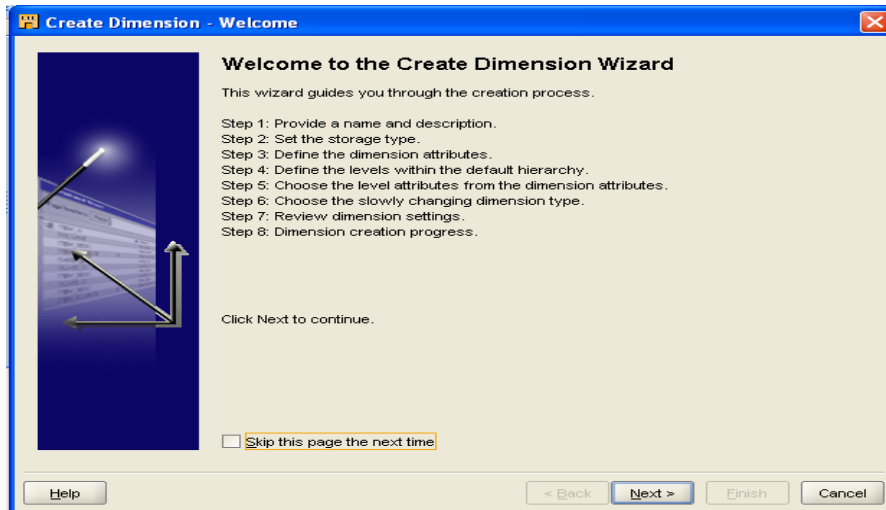 Create Dimension - Welcome
Welcome to the Create Dimension Wizard
This wizard guides you through the creation process.
Step 1: Provide a name and description.
Step 2: Set the storage type.
Step 3: Define the dimension attributes.
Step 4: Define the levels within the default hierarchy.
Step 5: Choose the level attributes from the dimension attributes.
Step 6: Choose the slowly changing dimension type.
Step 7: Review dimension settings.
Step 8: Dimension creation progress.
Click Next to continue.
Skip this page the next time
Help
< Back
Next >
Finish
Cancel